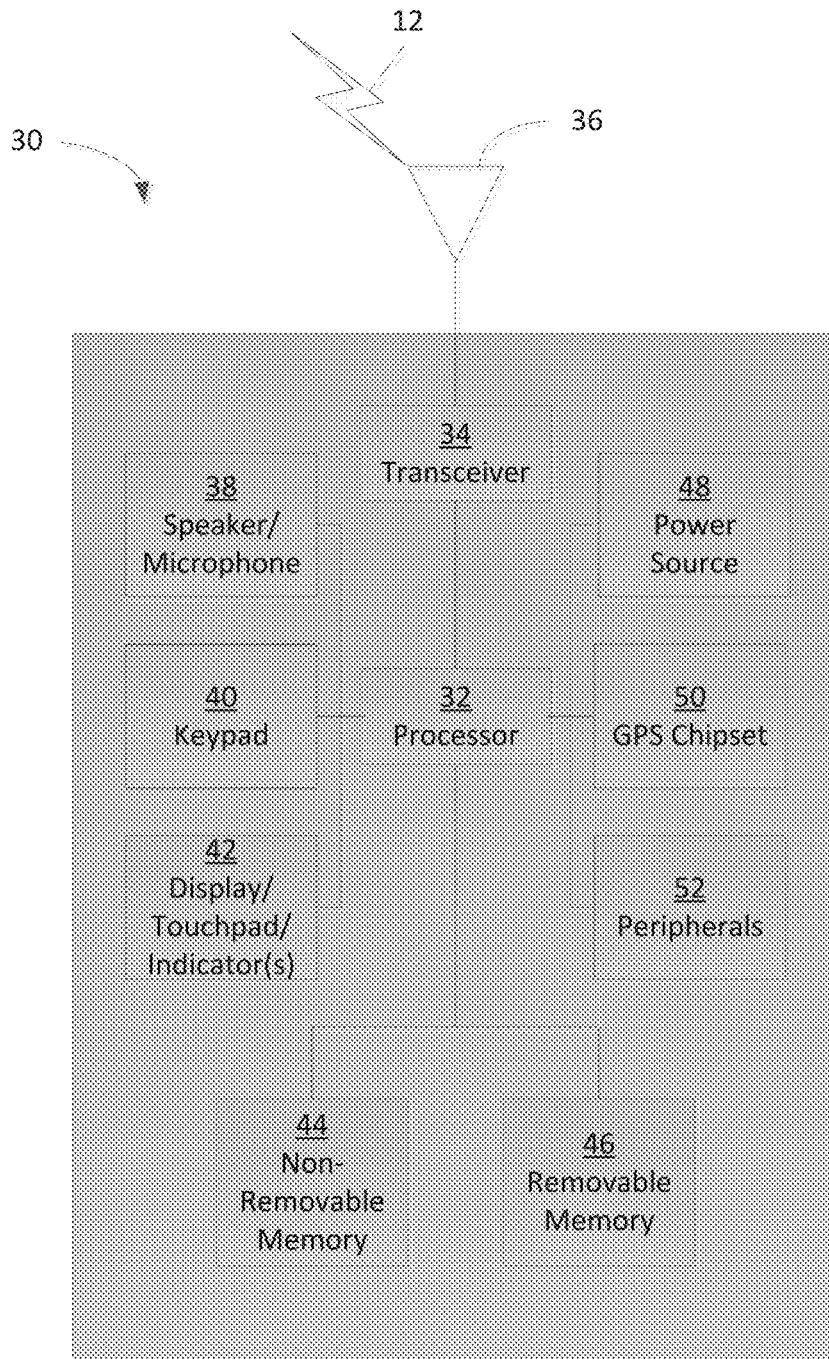 12
36
30
34
Transceiver
38
Speaker/
Microphone
48
Power
Source
40
Keypad
32
Processor
50
GPS Chipset
42
Display/
Touchpad/
Indicator(s)
52
Peripherals
44
Non-
Removable
Memory
46
Removable
Memory